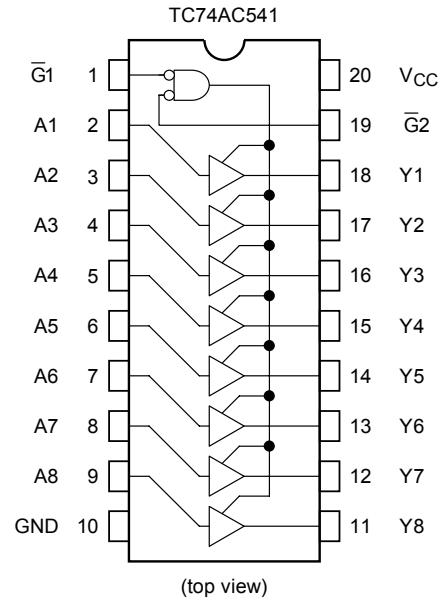 TC74AC541
G̅1 1 20 VCC
A1 2 19 G̅2
A2 3 18 Y1
A3 4 17 Y2
A4 5 16 Y3
A5 6 15 Y4
A6 7 14 Y5
A7 8 13 Y6
A8 9 12 Y7
GND 10 11 Y8
(top view)